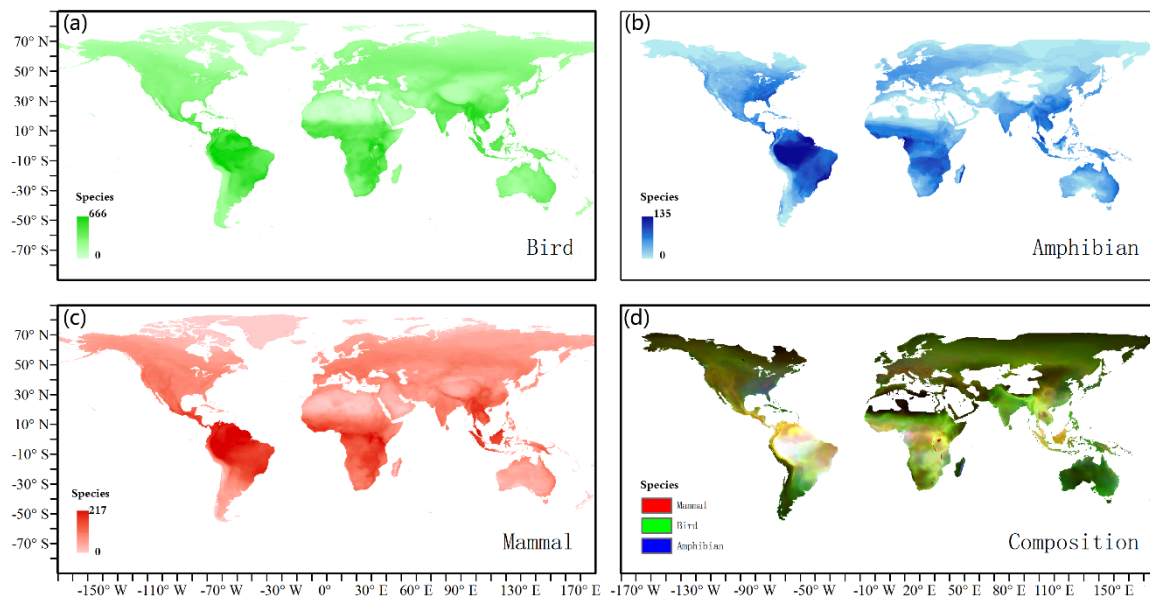 (a)
70° N
50° N
30° N
10° N
-10° S
-30° S
-50° S
-70° S
Species
666
0
Bird
(b)
Species
135
0
Amphibian
(c)
70° N
50° N
30° N
10° N
-10° S
-30° S
-50° S
-70° S
Species
217
0
Mammal
(d)
Species
Mammal
Bird
Amphibian
Composition
-150° W -110° W -70° W -30° W 0° 30° E 60° E 90°E 130° E 170° E
-170° W -130° W -90° W -50° W -10° W 20° E 50°E 80° E 110° E 150° E